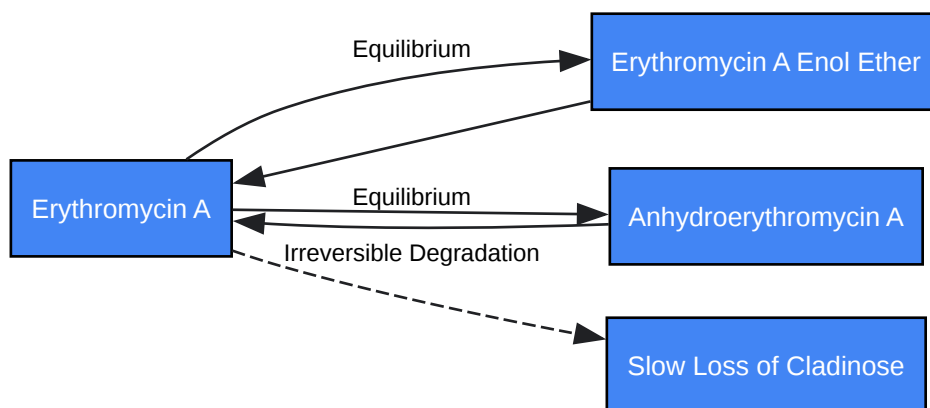 Equilibrium
Erythromycin A Enol Ether
Erythromycin A
Equilibrium
Anhydroerythromycin A
Irreversible Degradation
Slow Loss of Cladinose